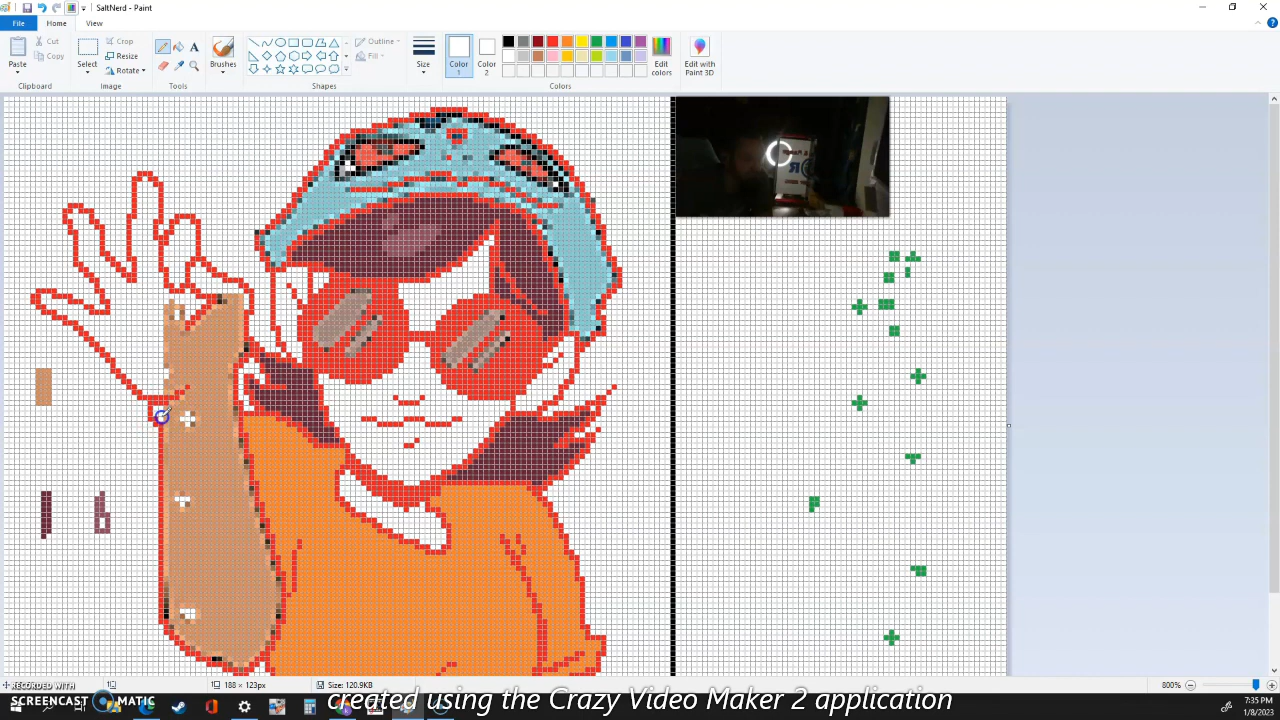 SaltNerd - Paint
File Home View
Paste Cut Copy Select Crop Resize Rotate Brushes Outline Fill Size Color 1 Color 2 Edit colors Edit with Paint 3D
Clipboard Image Tools Shapes Colors
188 × 123px Size: 120.9KB 800%
RECORDED WITH
SCREENCAST MATIC
created using the Crazy Video Maker 2 application
7:35 PM
1/8/2023